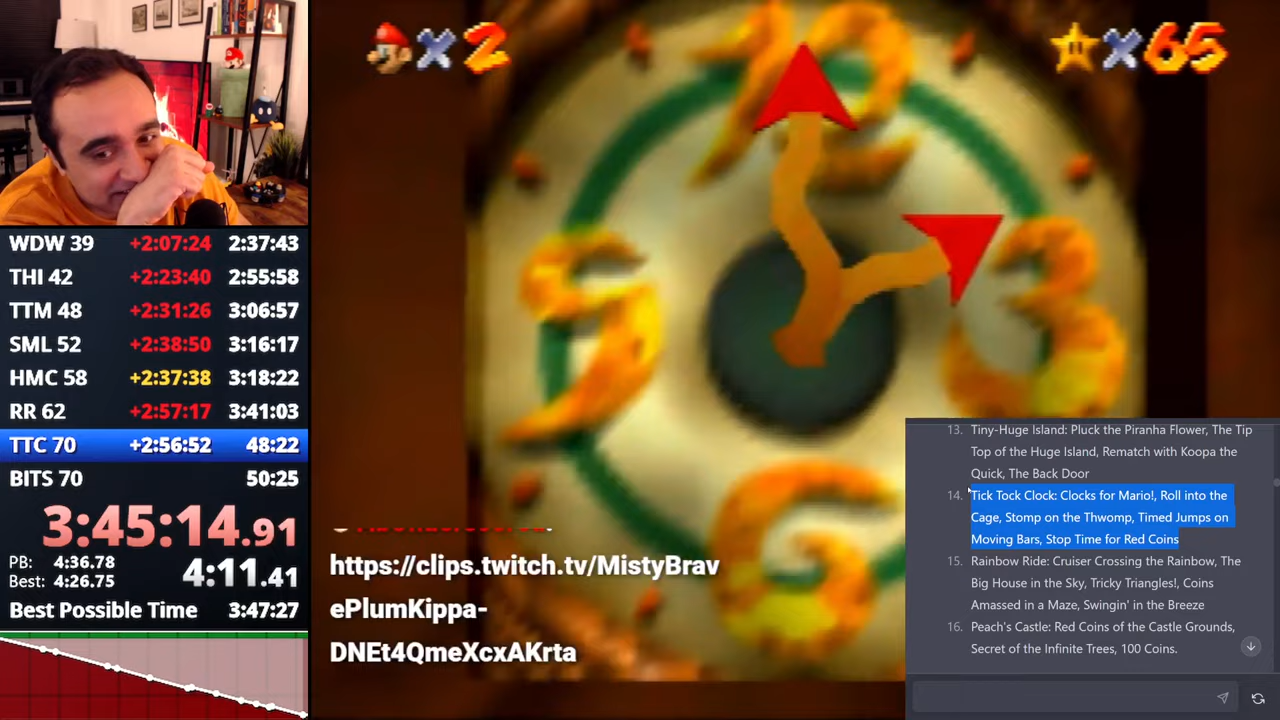 x2
x65
12
3
6
9
WDW 39 +2:07:24 2:37:43
THI 42 +2:23:40 2:55:58
TTM 48 +2:31:26 3:06:57
SML 52 +2:38:50 3:16:17
HMC 58 +2:37:38 3:18:22
RR 62 +2:57:17 3:41:03
TTC 70 +2:56:52 48:22
BITS 70 50:25
3:45:14.91
PB: 4:36.78
Best: 4:26.75
4:11.41
Best Possible Time 3:47:27
https://clips.twitch.tv/MistyBrav
ePlumKippa-
DNEt4QmeXcxAKrta
13. Tiny-Huge Island: Pluck the Piranha Flower, The Tip
Top of the Huge Island, Rematch with Koopa the
Quick, The Back Door
14. Tick Tock Clock: Clocks for Mario!, Roll into the
Cage, Stomp on the Thwomp, Timed Jumps on
Moving Bars, Stop Time for Red Coins
15. Rainbow Ride: Cruiser Crossing the Rainbow, The
Big House in the Sky, Tricky Triangles!, Coins
Amassed in a Maze, Swingin' in the Breeze
16. Peach's Castle: Red Coins of the Castle Grounds,
Secret of the Infinite Trees, 100 Coins.